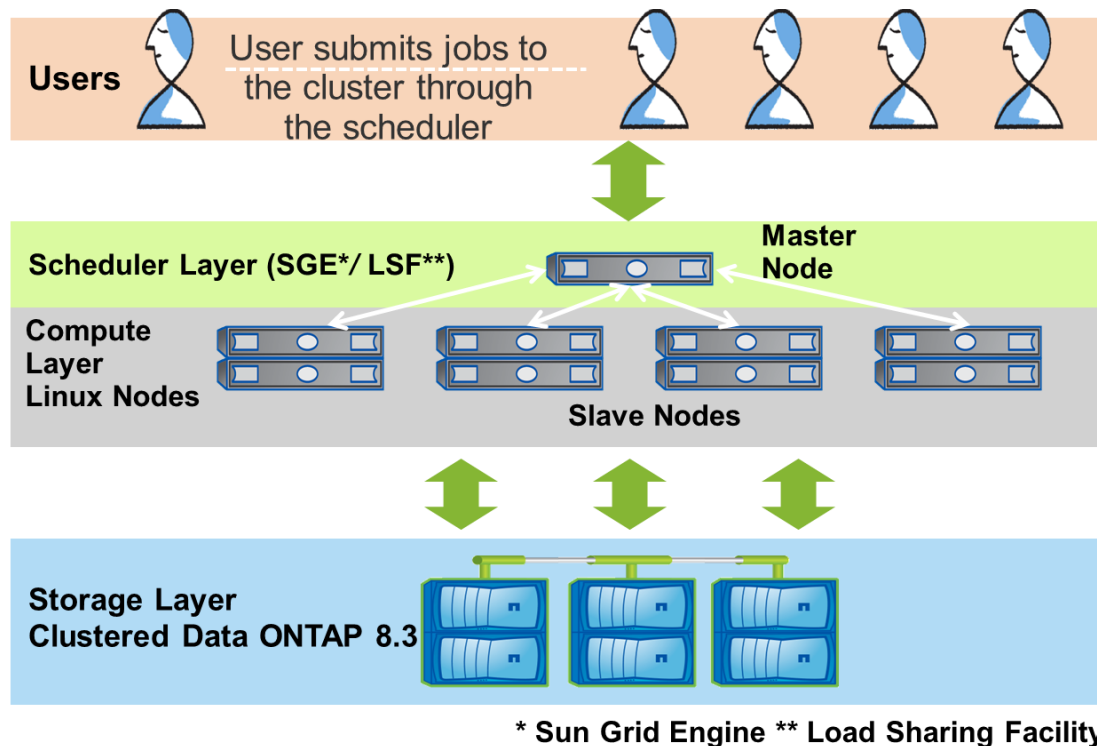 Users
User submits jobs to
the cluster through
the scheduler
Scheduler Layer (SGE*/ LSF**)
Master
Node
Compute
Layer
Linux Nodes
Slave Nodes
Storage Layer
Clustered Data ONTAP 8.3
* Sun Grid Engine ** Load Sharing Facility